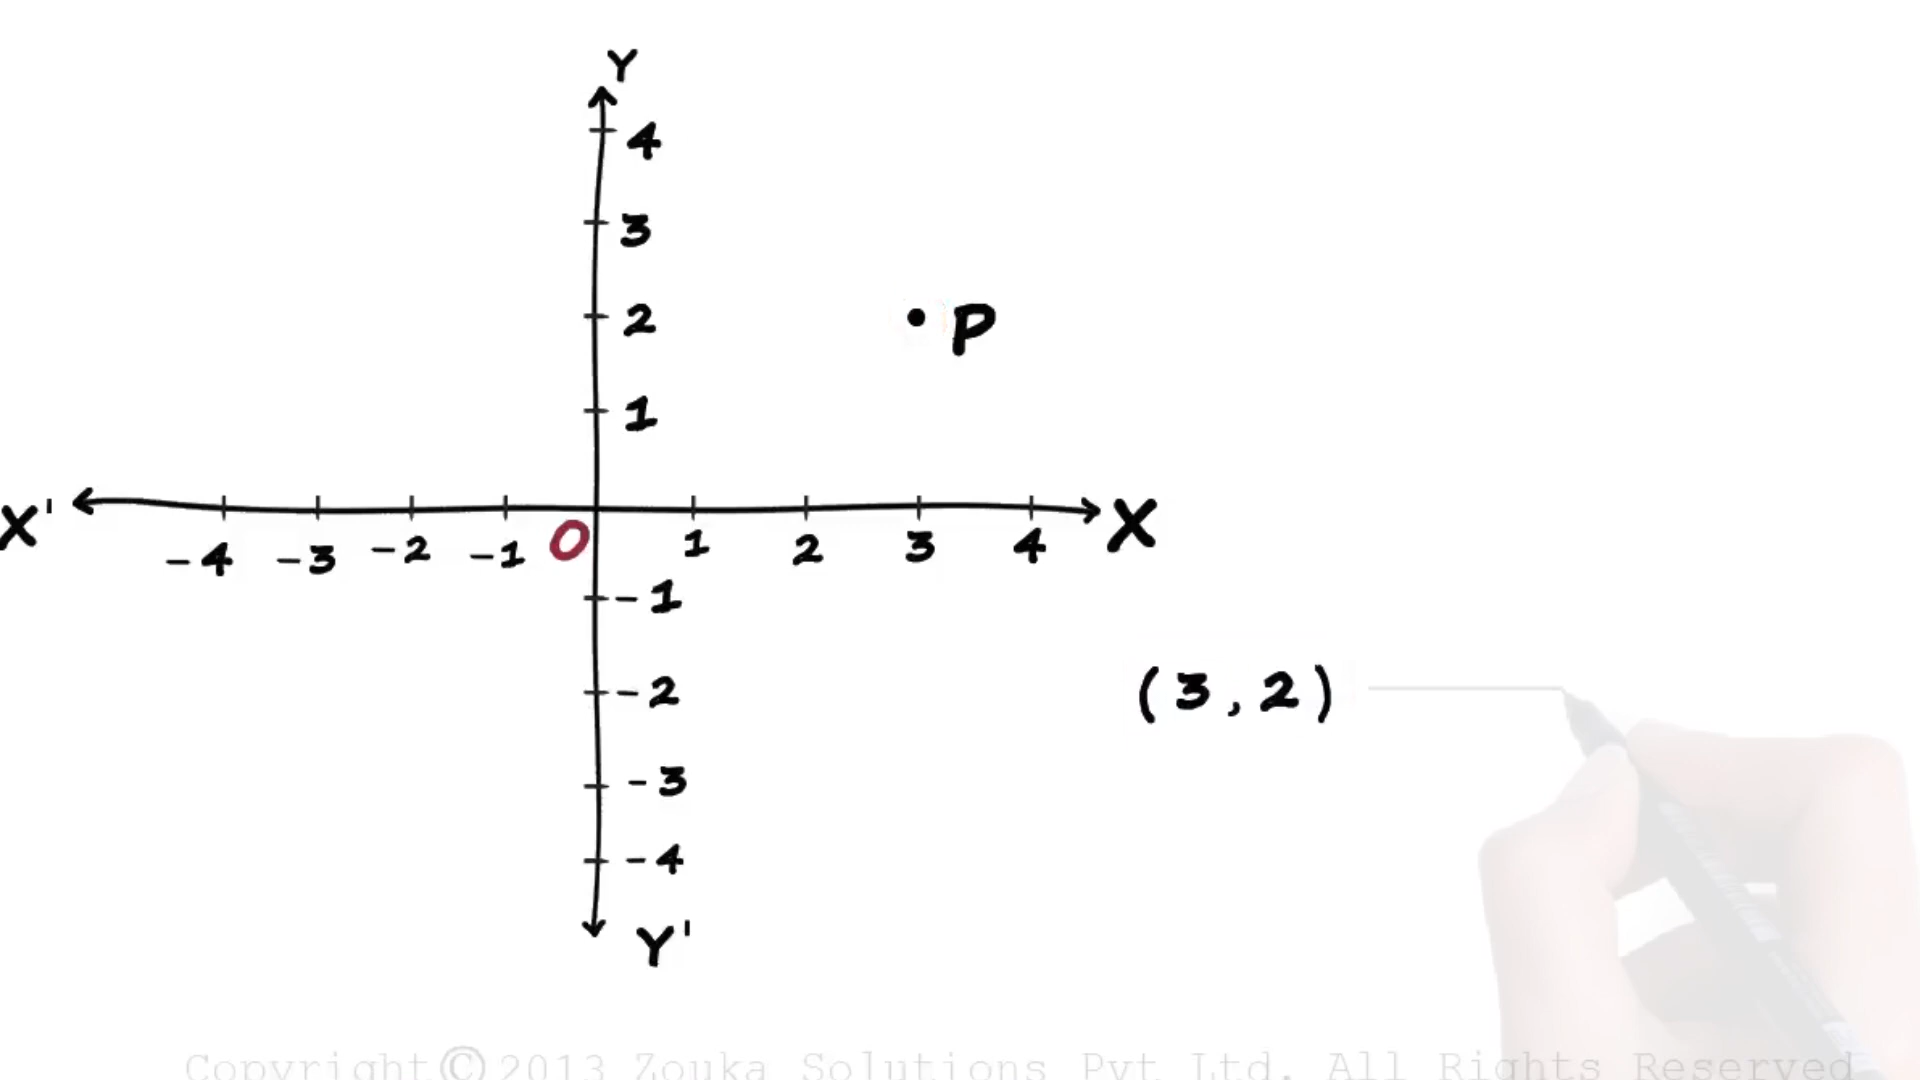 Y
4
3
2
P
1
X' -4 -3 -2 -1 O 1 2 3 4 X
-1
-2
(3,2)
-3
-4
Y'
Copyright © 2013 Zouka Solutions Pvt Ltd. All Rights Reserved